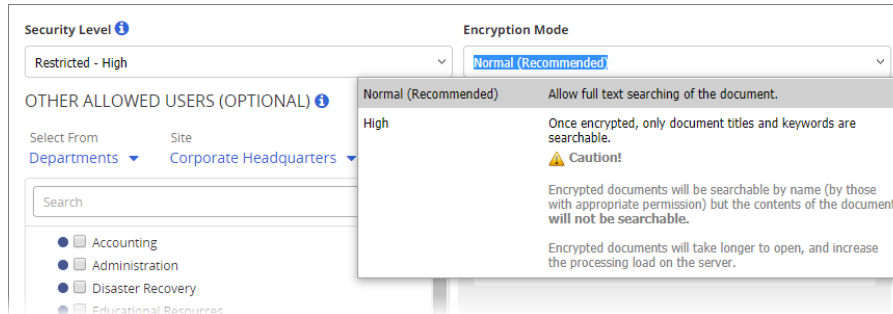 Security Level
Encryption Mode
Restricted - High
Normal (Recommended)
Normal (Recommended) Allow full text searching of the document.
High Once encrypted, only document titles and keywords are
searchable.
Caution!
Encrypted documents will be searchable by name (by those
with appropriate permission) but the contents of the document
will not be searchable.
Encrypted documents will take longer to open, and increase
the processing load on the server.
OTHER ALLOWED USERS (OPTIONAL)
Select From Site
Departments Corporate Headquarters
Search
Accounting
Administration
Disaster Recovery
Educational Resources